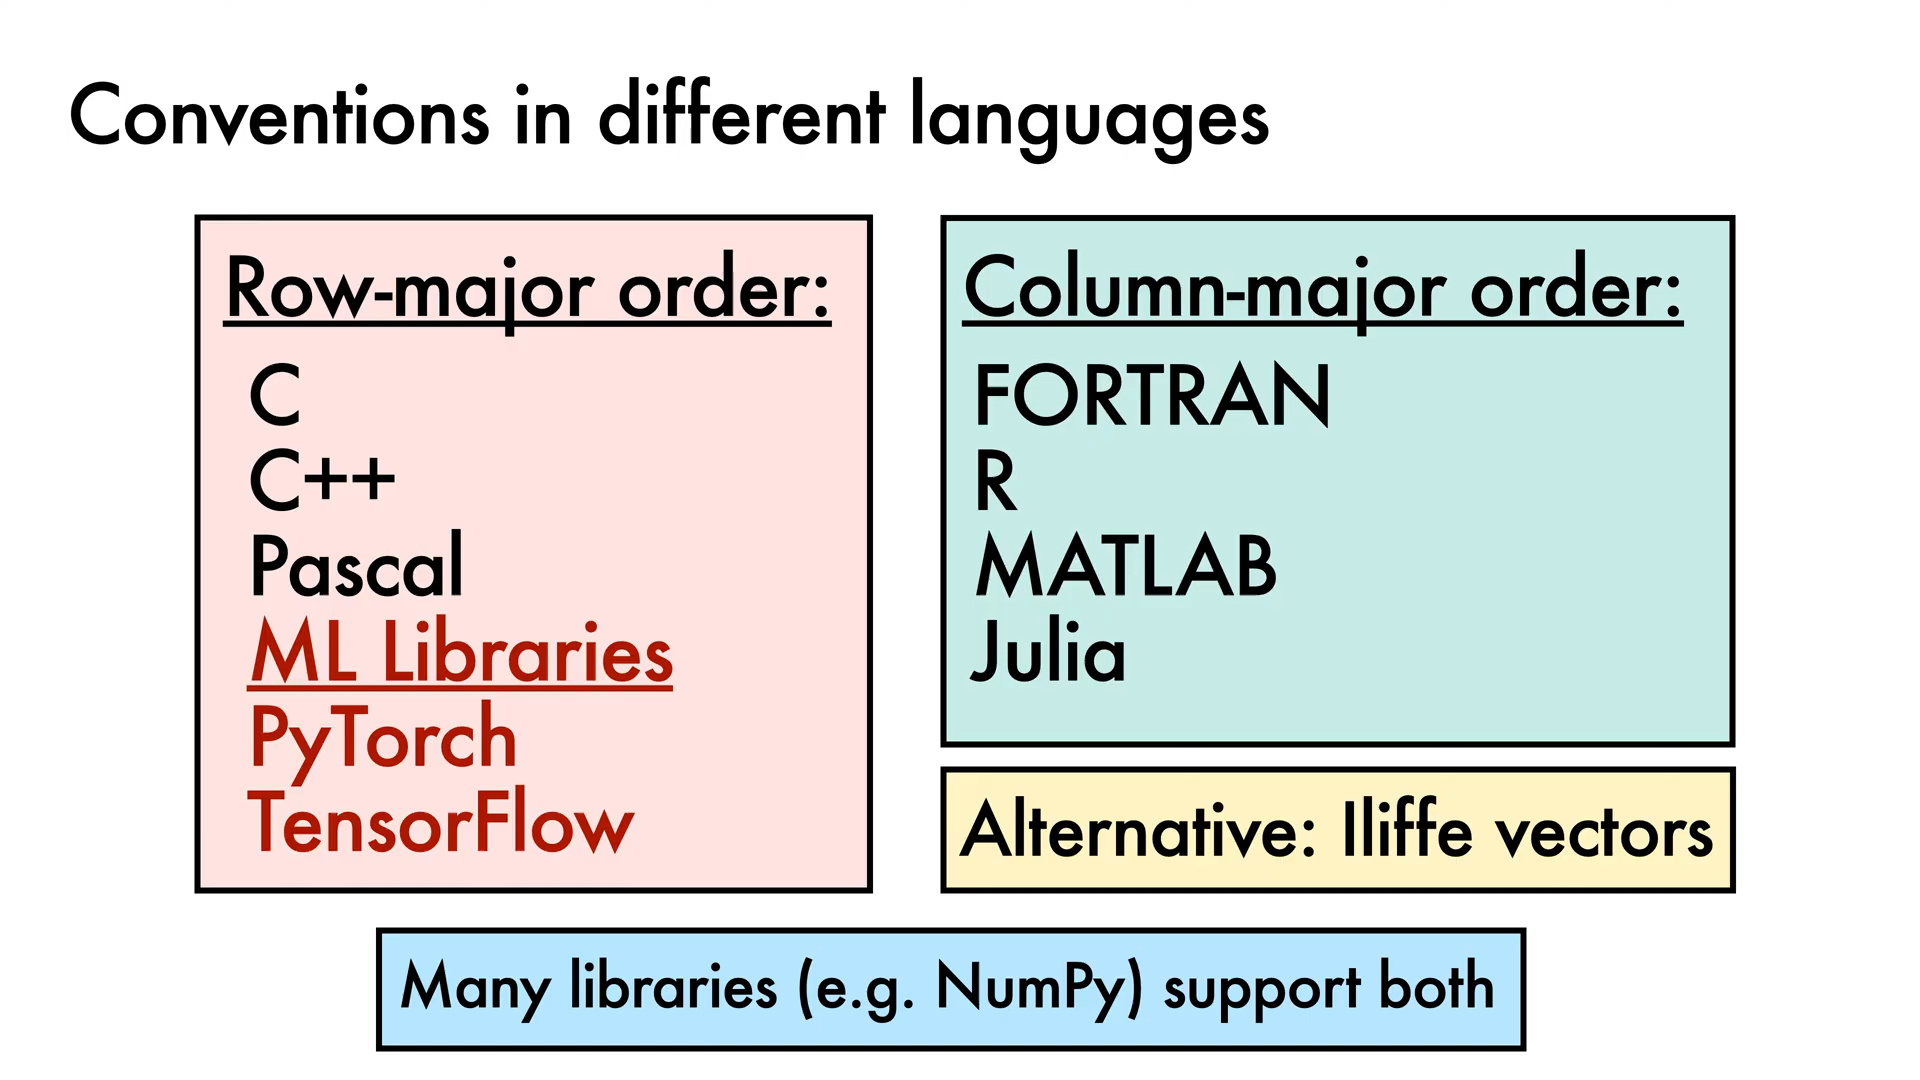 Conventions in different languages
Row-major order:
C
C++
Pascal
ML Libraries
PyTorch
TensorFlow
Column-major order:
FORTRAN
R
MATLAB
Julia
Alternative: Iliffe vectors
Many libraries (e.g. NumPy) support both